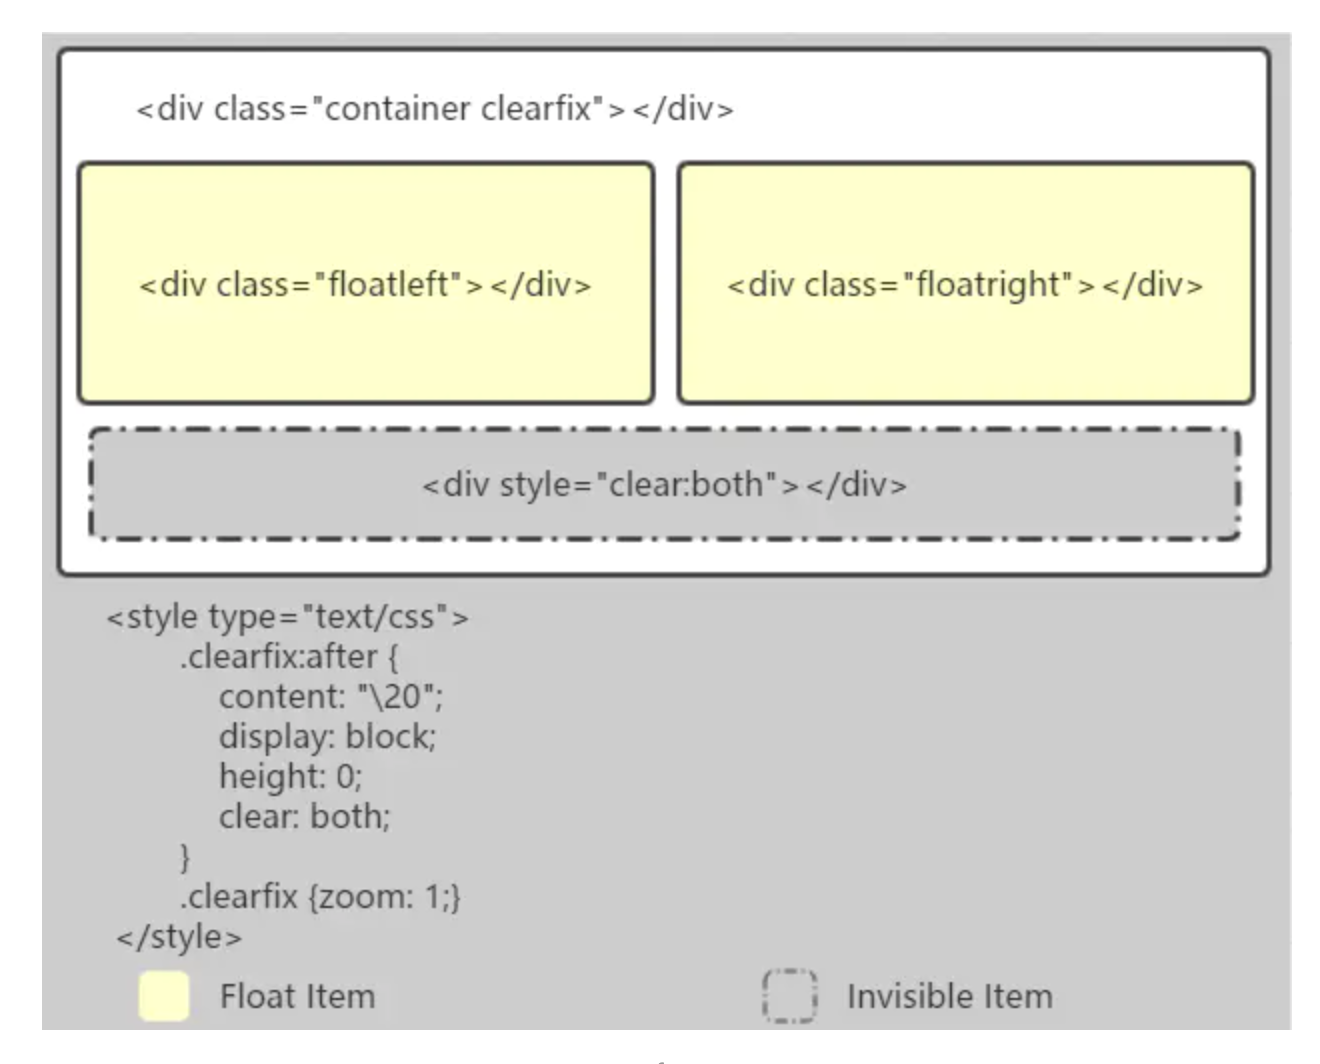 <div class="container clearfix"></div>
<div class="floatleft"></div>
<div class="floatright"></div>
<div style="clear:both"></div>
<style type="text/css">
.clearfix:after {
content: "\20";
display: block;
height: 0;
clear: both;
}
.clearfix {zoom: 1;}
</style>
Float Item
Invisible Item